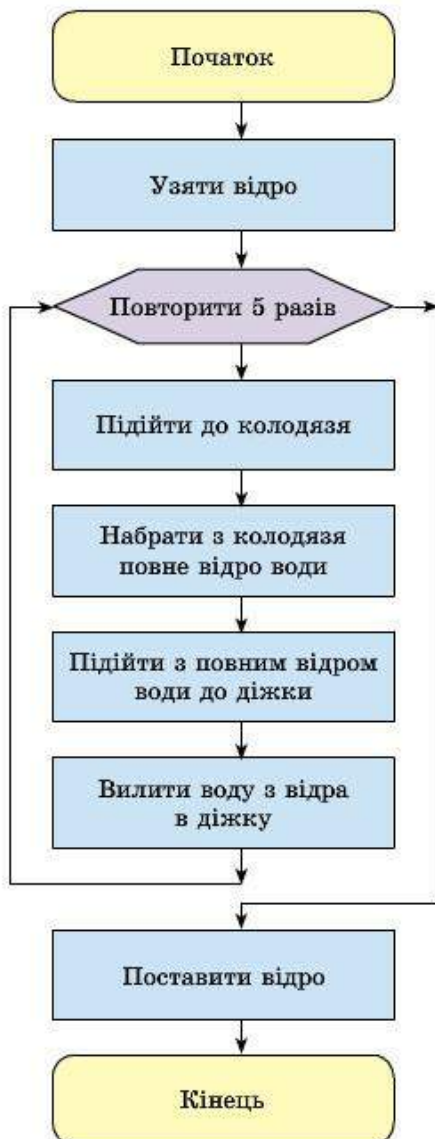 Початок
Узяти відро
Повторити 5 разів
Підійти до колодязя
Набрати з колодязя
повне відро води
Підійти з повним відром
води до діжки
Вилити воду з відра
в діжку
Поставити відро
Кінець